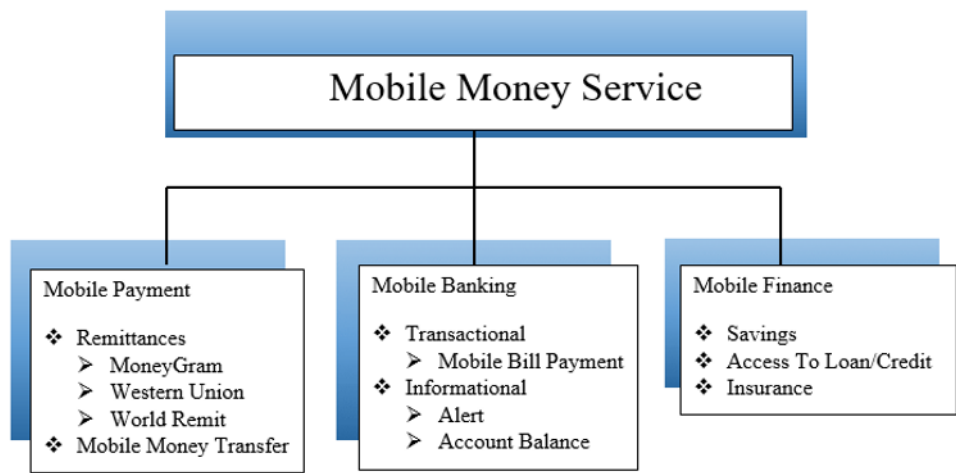 Mobile Money Service
Mobile Payment
❖ Remittances
➢ MoneyGram
➢ Western Union
➢ World Remit
❖ Mobile Money Transfer
Mobile Banking
❖ Transactional
➢ Mobile Bill Payment
❖ Informational
➢ Alert
➢ Account Balance
Mobile Finance
❖ Savings
❖ Access To Loan/Credit
❖ Insurance